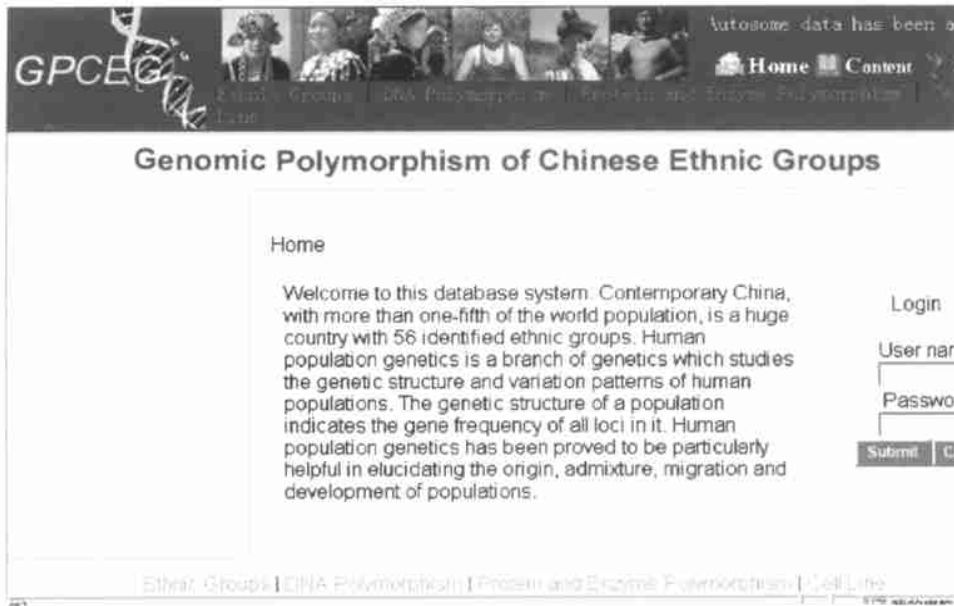 Autosome data has been a
GPCEG
Home Content ?
Ethnic Groups | DNA Polymorphism | Protein and Enzyme Polymorphism |
Line
Genomic Polymorphism of Chinese Ethnic Groups
Home
Welcome to this database system. Contemporary China,
with more than one-fifth of the world population, is a huge
country with 56 identified ethnic groups. Human
population genetics is a branch of genetics which studies
the genetic structure and variation patterns of human
populations. The genetic structure of a population
indicates the gene frequency of all loci in it. Human
population genetics has been proved to be particularly
helpful in elucidating the origin, admixture, migration and
development of populations.
Login
User nar
Passwo
Submit C
Ethnic Groups | DNA Polymorphism | Protein and Enzyme Polymorphism | Cell Line